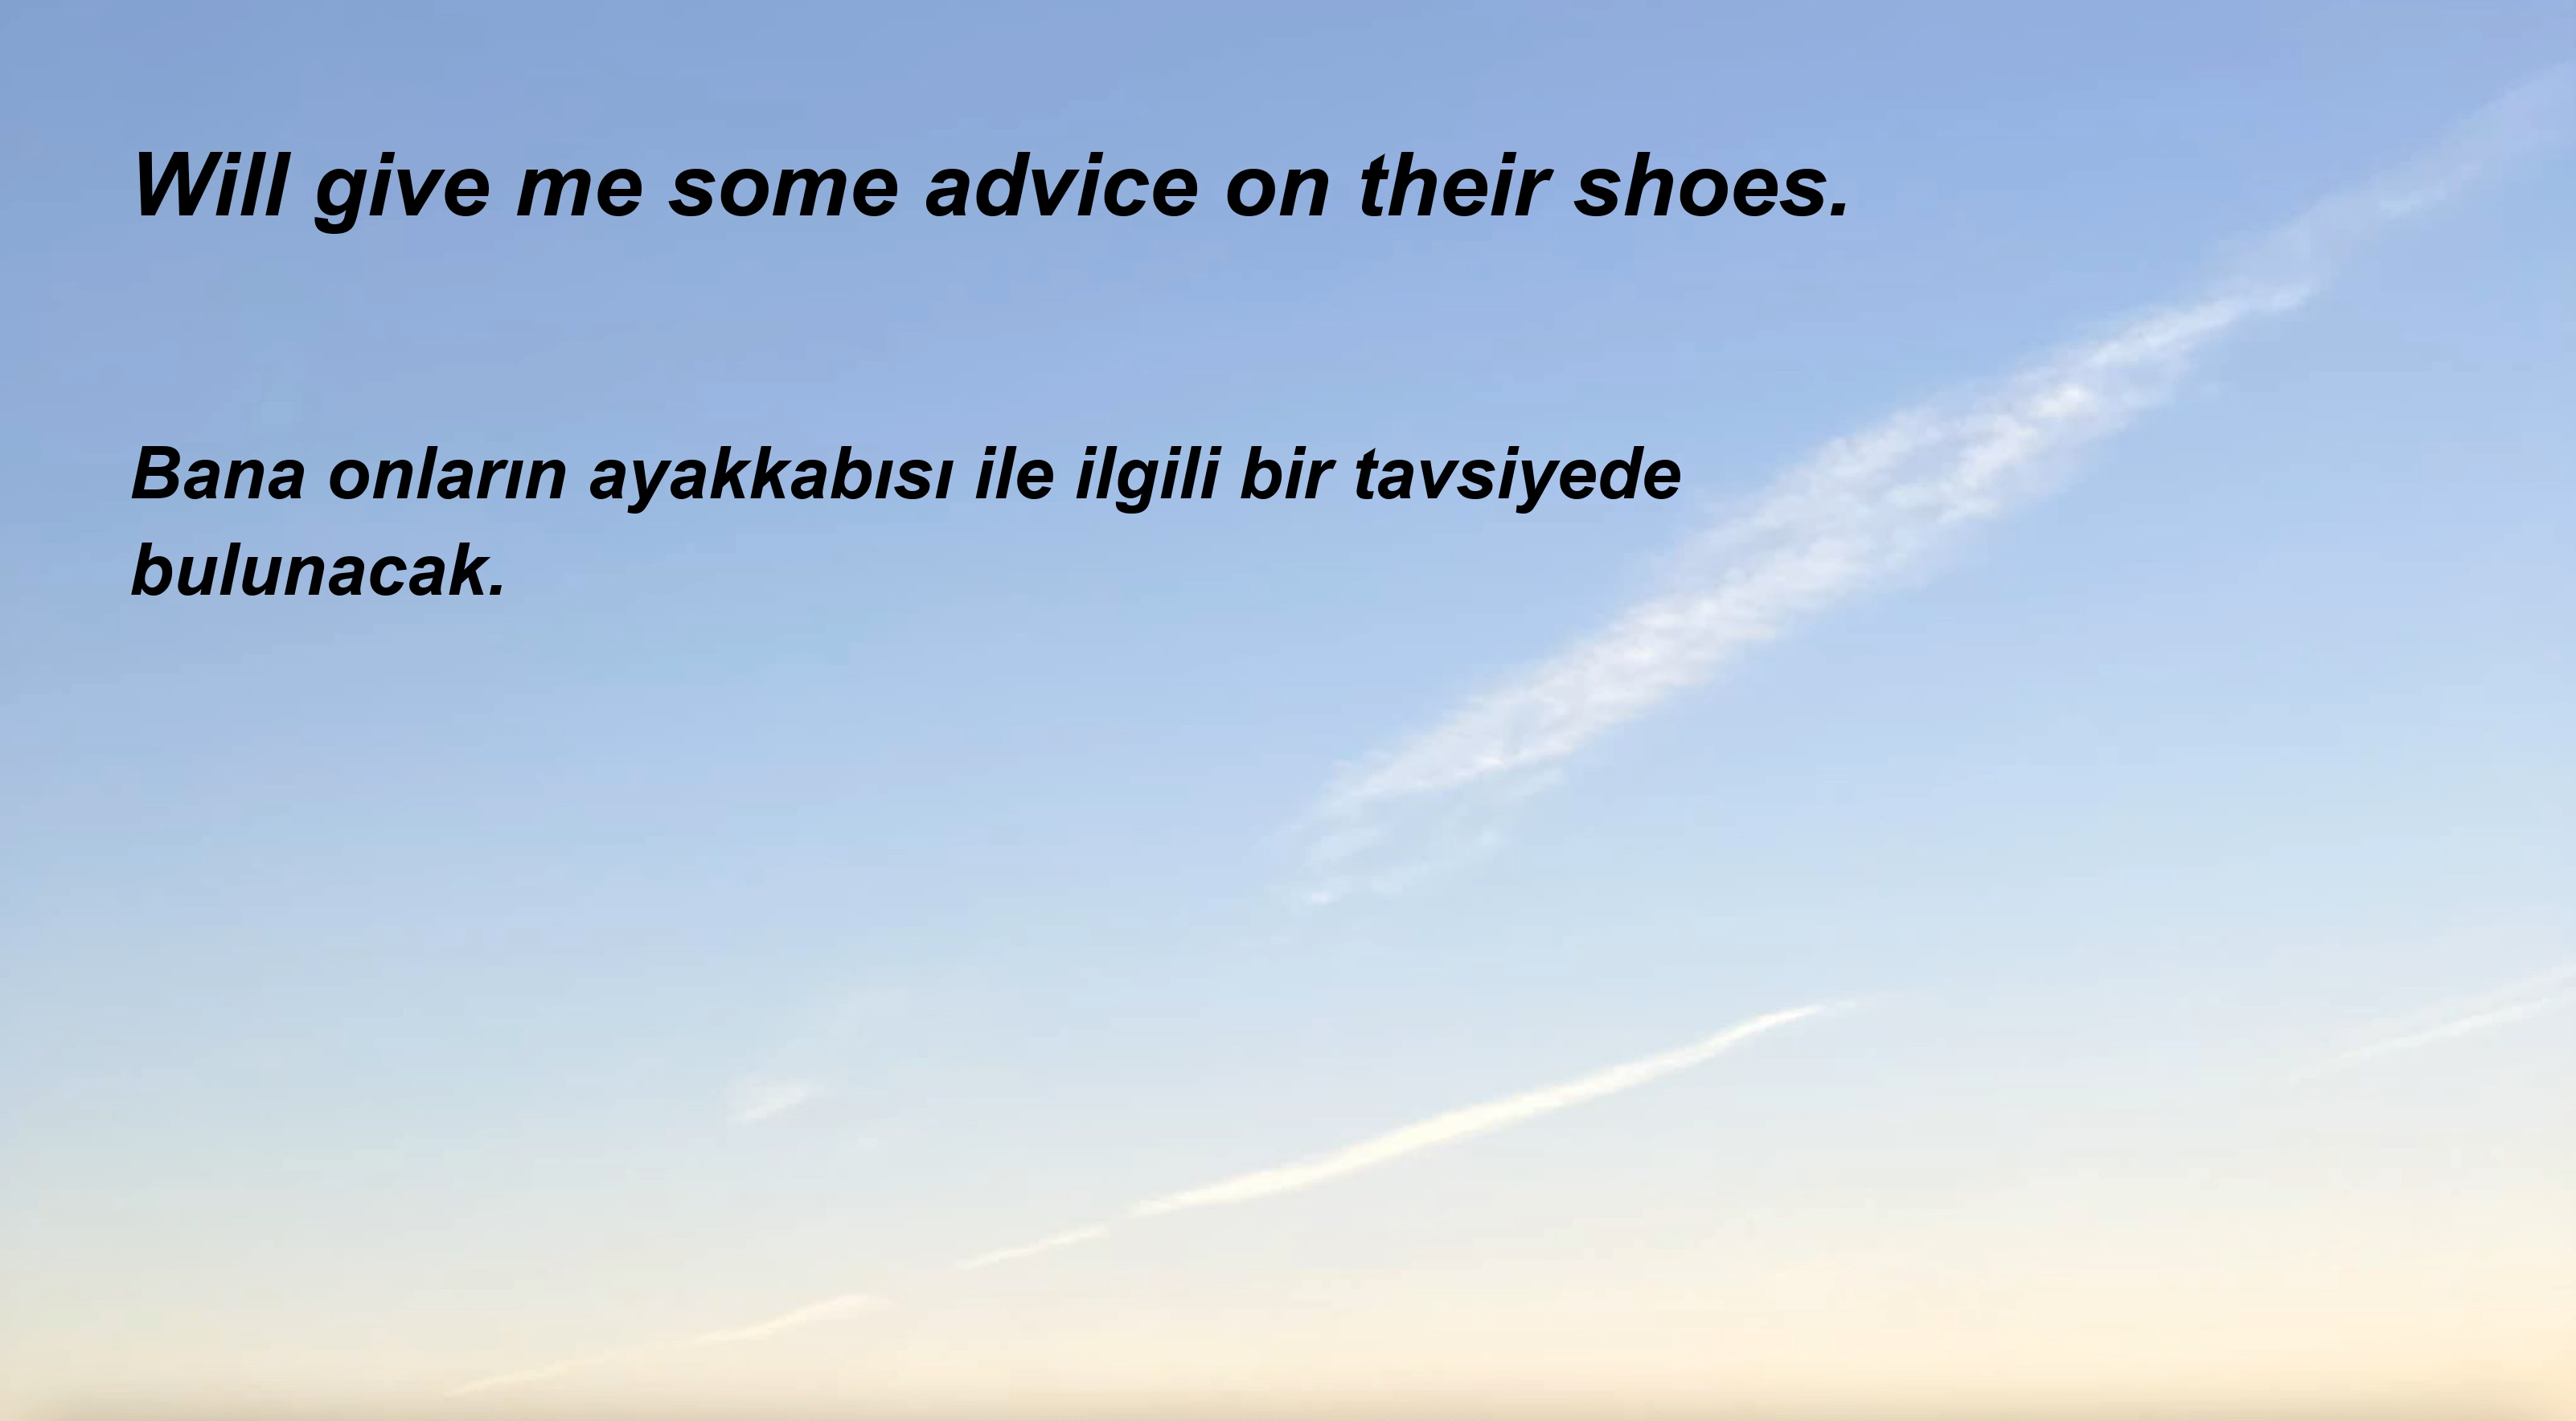 Will give me some advice on their shoes.
Bana onların ayakkabısı ile ilgili bir tavsiyede
bulunacak.